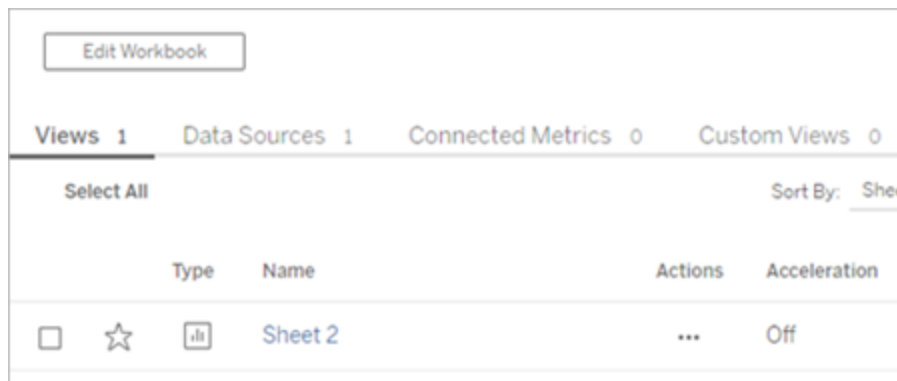 Edit Workbook
Views 1 Data Sources 1 Connected Metrics 0 Custom Views 0
Select All Sort By:
Type Name Actions Acceleration
Sheet 2 ••• Off